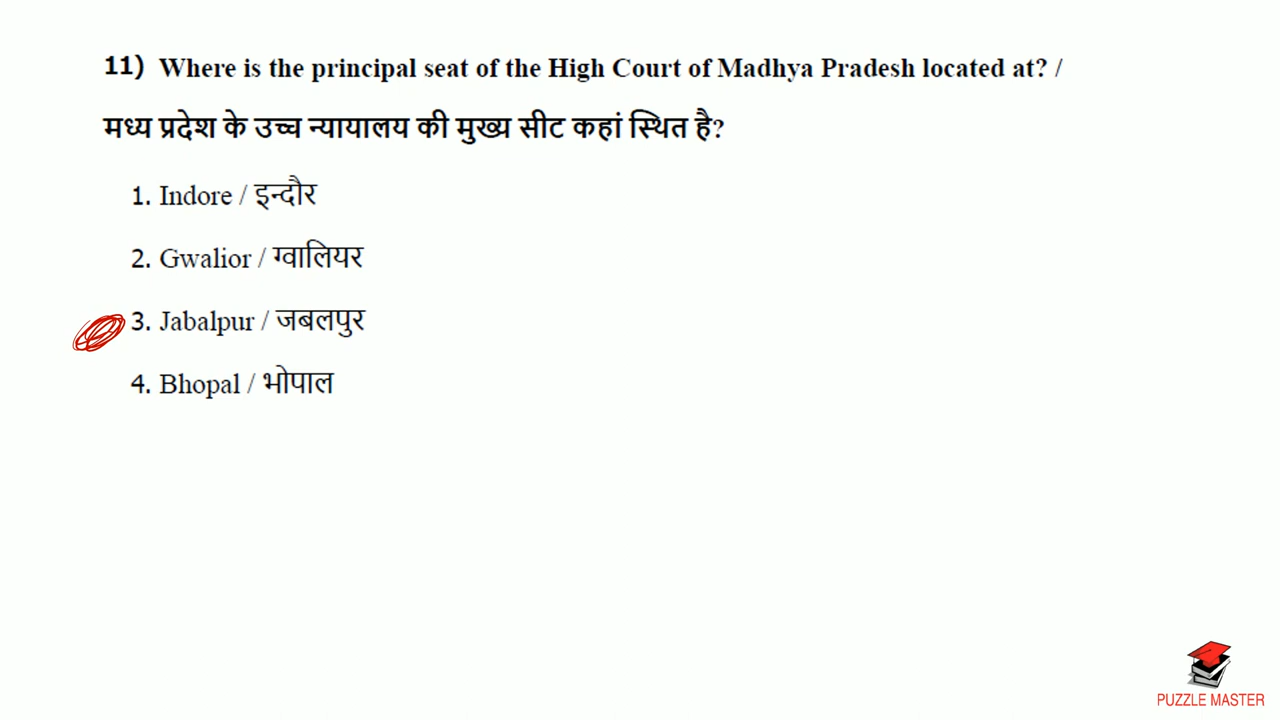 11) Where is the principal seat of the High Court of Madhya Pradesh located at? /
मध्य प्रदेश के उच्च न्यायालय की मुख्य सीट कहां स्थित है?
1. Indore / इन्दौर
2. Gwalior / ग्वालियर
3. Jabalpur / जबलपुर
4. Bhopal / भोपाल
PUZZLE MASTER